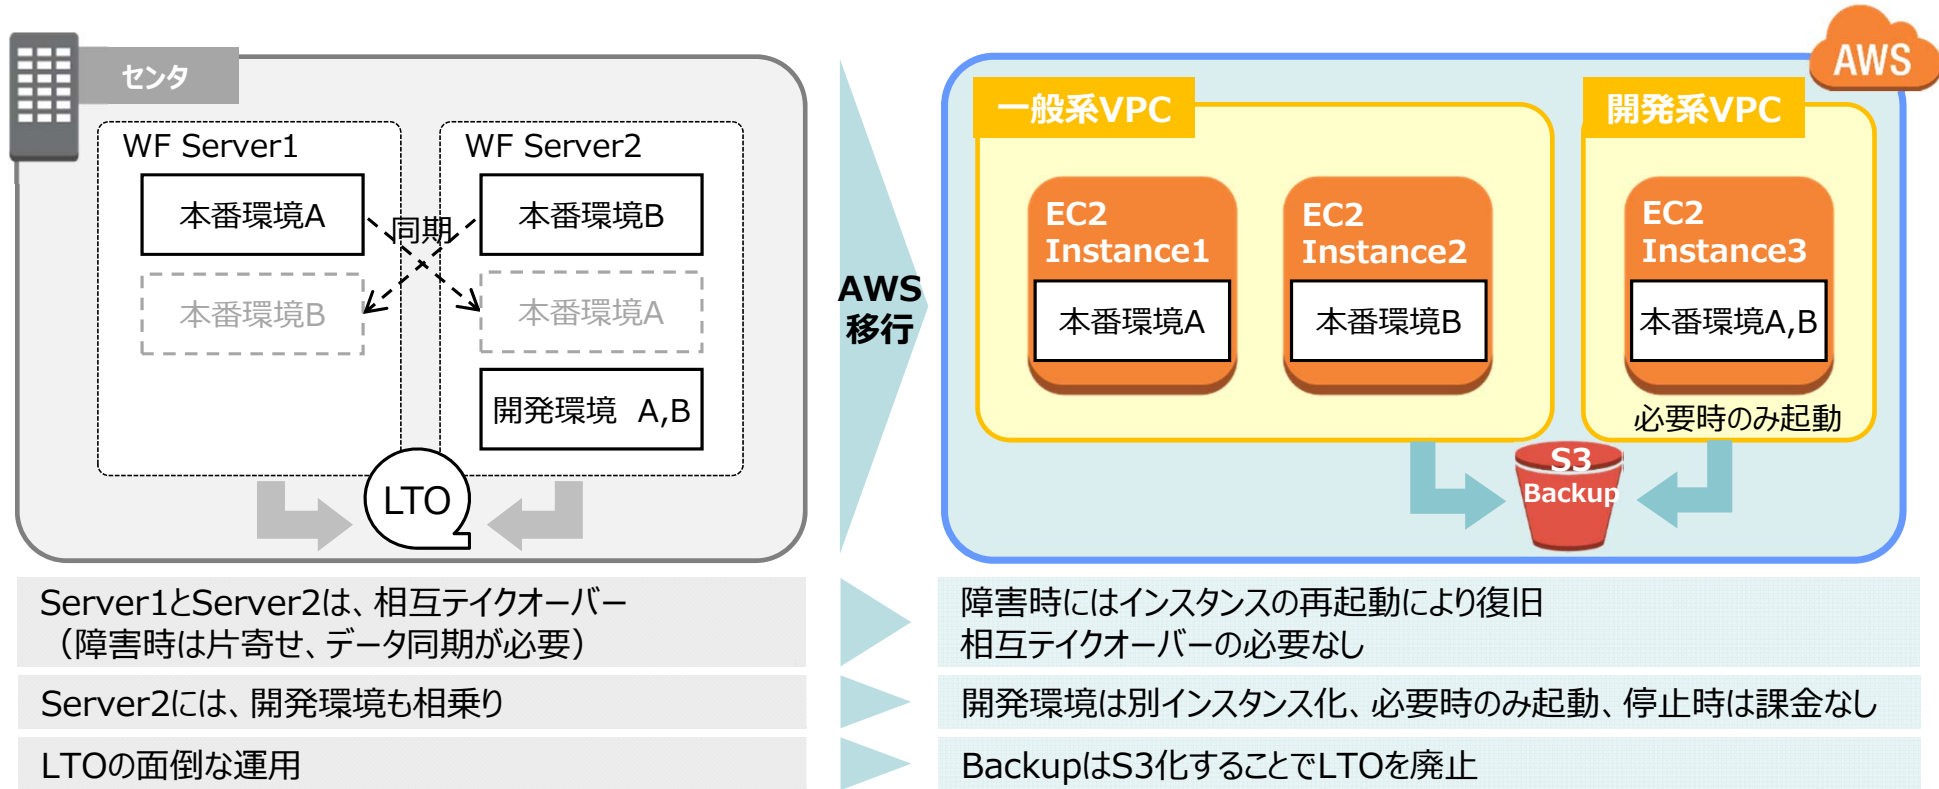 センタ
WF Server1
本番環境A
本番環境B
同期
WF Server2
本番環境B
本番環境A
開発環境 A,B
LTO
AWS
移行
AWS
一般系VPC
EC2
Instance1
本番環境A
EC2
Instance2
本番環境B
開発系VPC
EC2
Instance3
本番環境A,B
必要時のみ起動
S3
Backup
Server1とServer2は、相互テイクオーバー
（障害時は片寄せ、データ同期が必要）
障害時にはインスタンスの再起動により復旧
相互テイクオーバーの必要なし
Server2には、開発環境も相乗り
開発環境は別インスタンス化、必要時のみ起動、停止時は課金なし
LTOの面倒な運用
BackupはS3化することでLTOを廃止